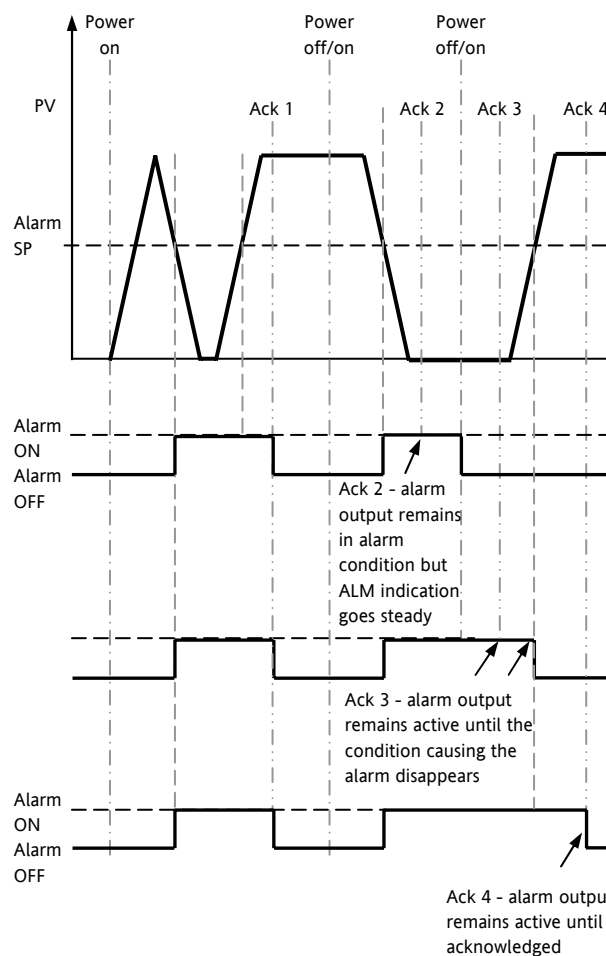 Power
on
Power
off/on
Power
off/on
PV
Ack 1
Ack 2
Ack 3
Ack 4
Alarm
SP
Alarm
ON
Alarm
OFF
Ack 2 - alarm
output remains
in alarm
condition but
ALM indication
goes steady
Ack 3 - alarm output
remains active until the
condition causing the
alarm disappears
Alarm
ON
Alarm
OFF
Ack 4 - alarm outpu
remains active until
acknowledged